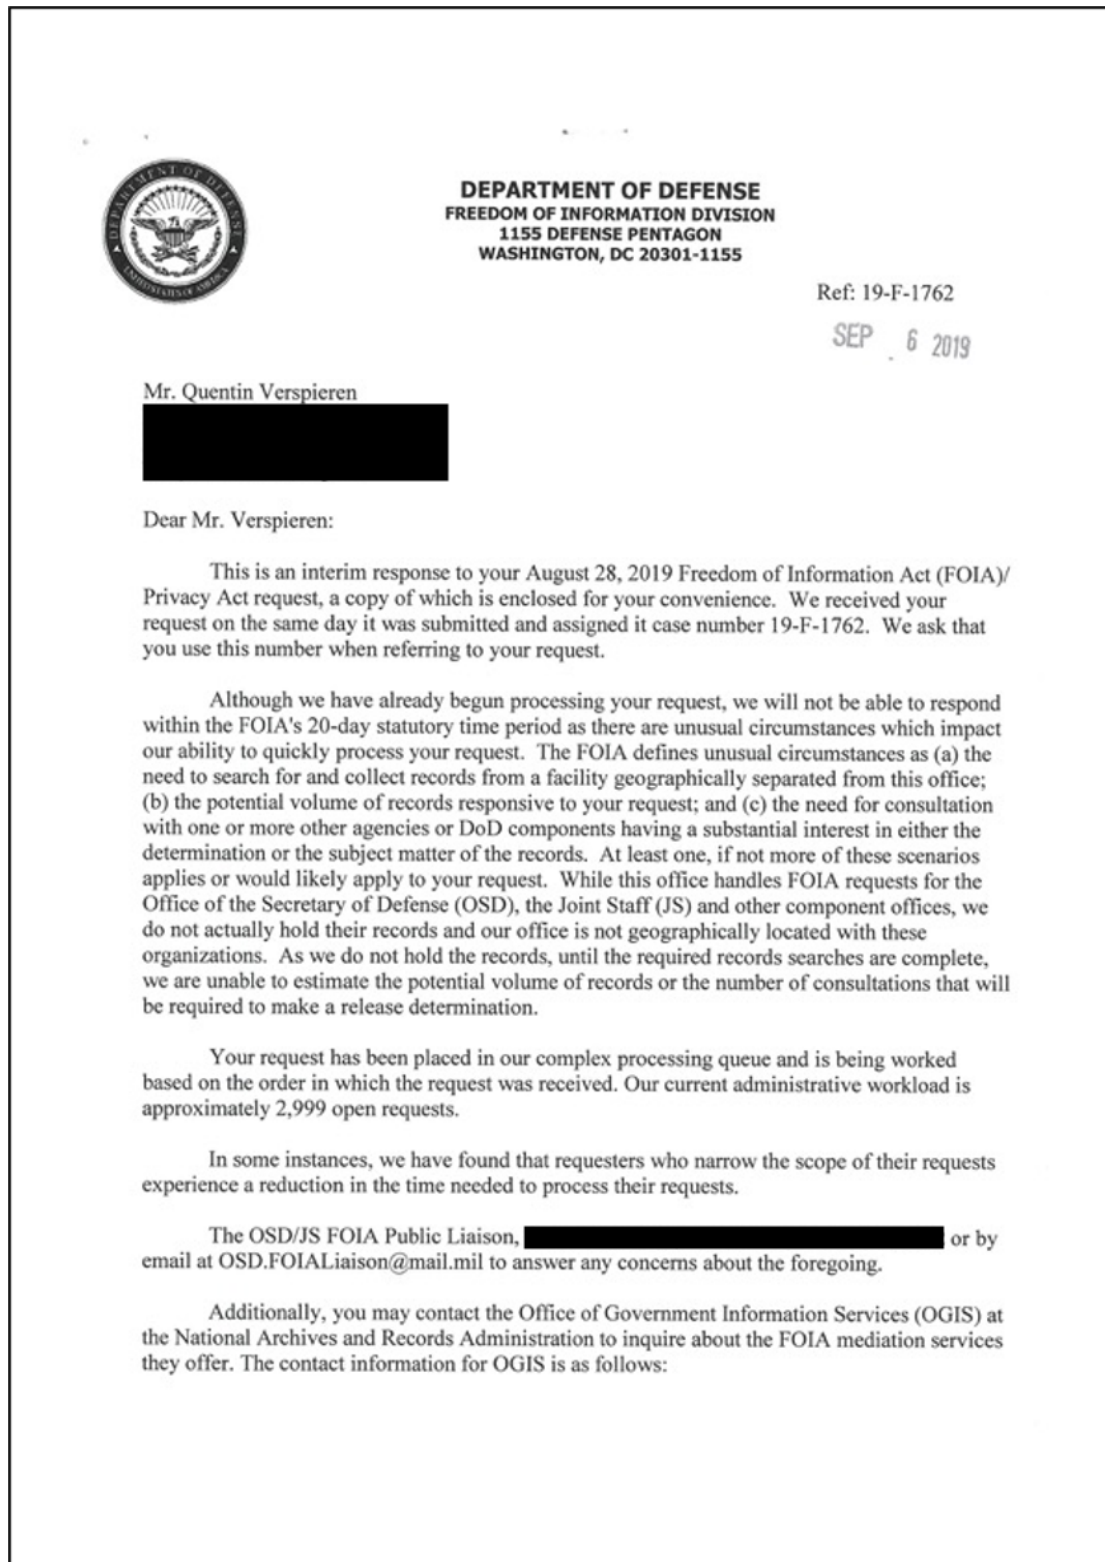 DEPARTMENT OF DEFENSE
UNITED STATES OF AMERICA
DEPARTMENT OF DEFENSE
FREEDOM OF INFORMATION DIVISION
1155 DEFENSE PENTAGON
WASHINGTON, DC 20301-1155
Ref: 19-F-1762
SEP 6 2019
Mr. Quentin Verspieren
Dear Mr. Verspieren:
This is an interim response to your August 28, 2019 Freedom of Information Act (FOIA)/
Privacy Act request, a copy of which is enclosed for your convenience. We received your
request on the same day it was submitted and assigned it case number 19-F-1762. We ask that
you use this number when referring to your request.
Although we have already begun processing your request, we will not be able to respond
within the FOIA's 20-day statutory time period as there are unusual circumstances which impact
our ability to quickly process your request. The FOIA defines unusual circumstances as (a) the
need to search for and collect records from a facility geographically separated from this office;
(b) the potential volume of records responsive to your request; and (c) the need for consultation
with one or more other agencies or DoD components having a substantial interest in either the
determination or the subject matter of the records. At least one, if not more of these scenarios
applies or would likely apply to your request. While this office handles FOIA requests for the
Office of the Secretary of Defense (OSD), the Joint Staff (JS) and other component offices, we
do not actually hold their records and our office is not geographically located with these
organizations. As we do not hold the records, until the required records searches are complete,
we are unable to estimate the potential volume of records or the number of consultations that will
be required to make a release determination.
Your request has been placed in our complex processing queue and is being worked
based on the order in which the request was received. Our current administrative workload is
approximately 2,999 open requests.
In some instances, we have found that requesters who narrow the scope of their requests
experience a reduction in the time needed to process their requests.
The OSD/JS FOIA Public Liaison, or by
email at OSD.FOIALiaison@mail.mil to answer any concerns about the foregoing.
Additionally, you may contact the Office of Government Information Services (OGIS) at
the National Archives and Records Administration to inquire about the FOIA mediation services
they offer. The contact information for OGIS is as follows: